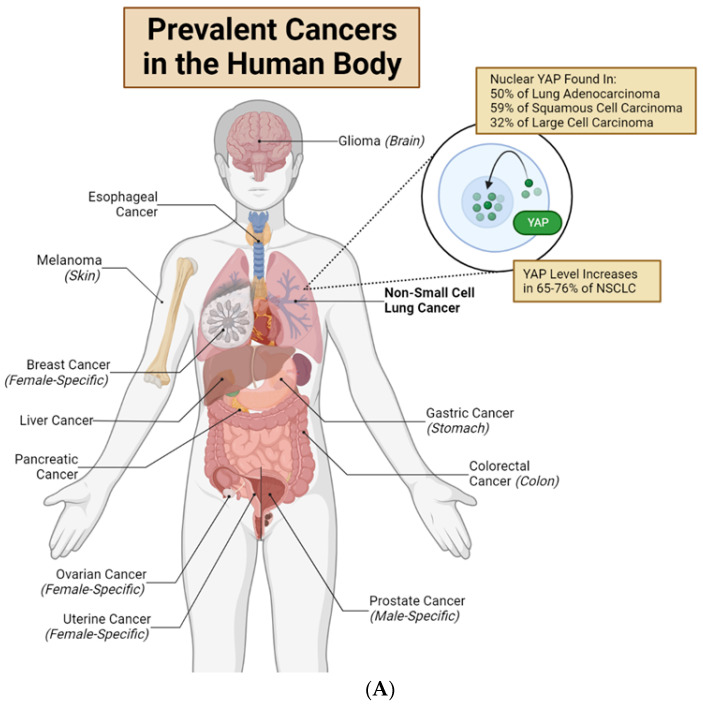 Prevalent Cancers
in the Human Body
Nuclear YAP Found In:
50% of Lung Adenocarcinoma
59% of Squamous Cell Carcinoma
32% of Large Cell Carcinoma
Glioma (Brain)
Esophageal
Cancer
YAP
Melanoma
(Skin)
YAP Level Increases
in 65-76% of NSCLC
Non-Small Cell
Lung Cancer
Breast Cancer
(Female-Specific)
Liver Cancer
Gastric Cancer
(Stomach)
Pancreatic
Cancer
Colorectal
Cancer (Colon)
Ovarian Cancer
(Female-Specific)
Uterine Cancer
(Female-Specific)
Prostate Cancer
(Male-Specific)
(A)